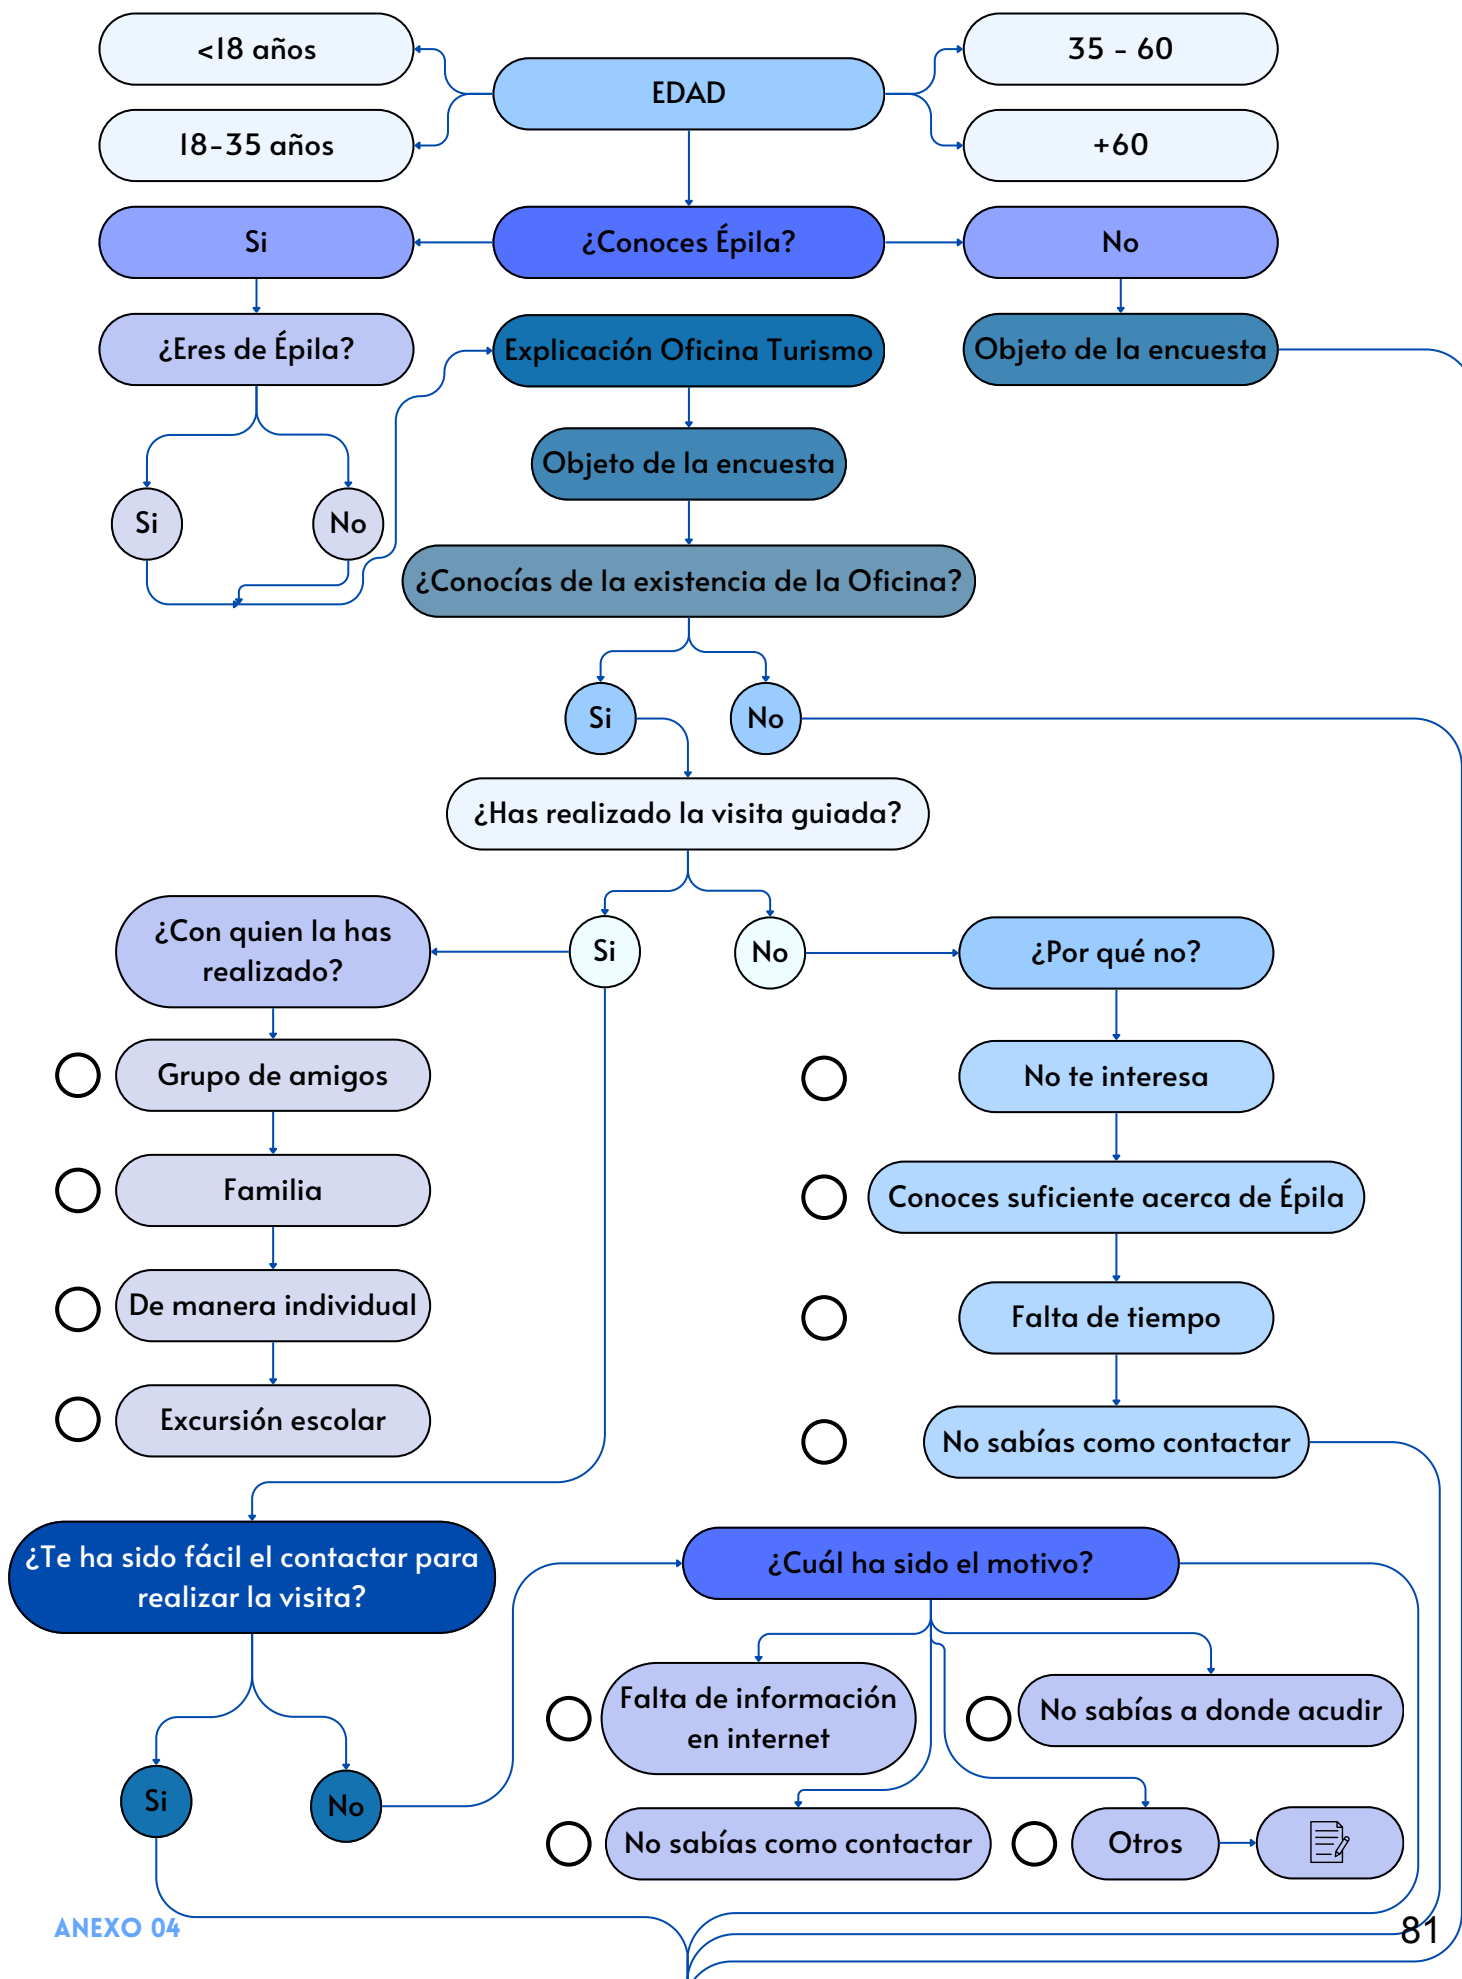 <18 años
EDAD
35 - 60
18-35 años
+60
Si
¿Conoces Épila?
No
¿Eres de Épila?
Explicación Oficina Turismo
Objeto de la encuesta
Objeto de la encuesta
Si
No
¿Conocías de la existencia de la Oficina?
Si
No
¿Has realizado la visita guiada?
¿Con quien la has
realizado?
Si
No
¿Por qué no?
Grupo de amigos
No te interesa
Familia
Conoces suficiente acerca de Épila
De manera individual
Falta de tiempo
Excursión escolar
No sabías como contactar
¿Te ha sido fácil el contactar para
realizar la visita?
¿Cuál ha sido el motivo?
Falta de información
en internet
No sabías a donde acudir
Si
No
No sabías como contactar
Otros
ANEXO 04
81